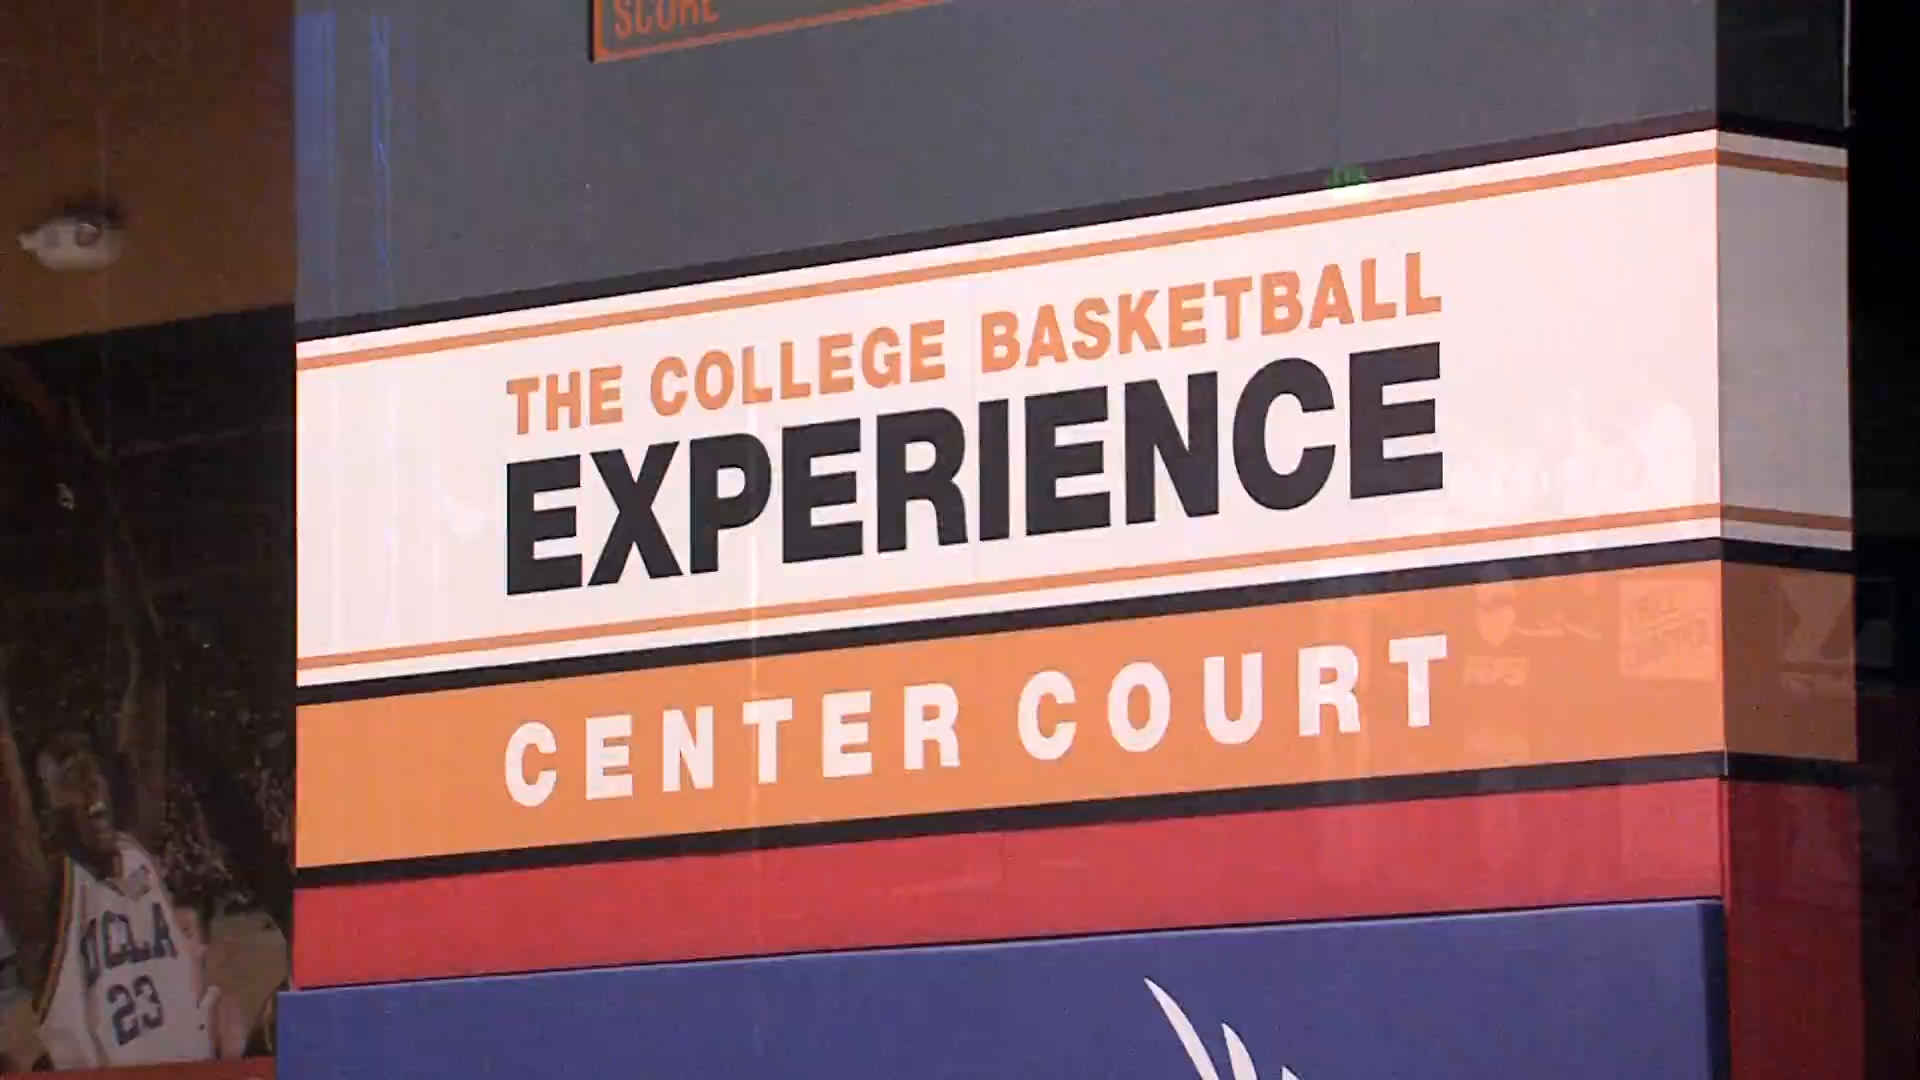 SCORE
THE COLLEGE BASKETBALL
EXPERIENCE
CENTER COURT
UCLA
23